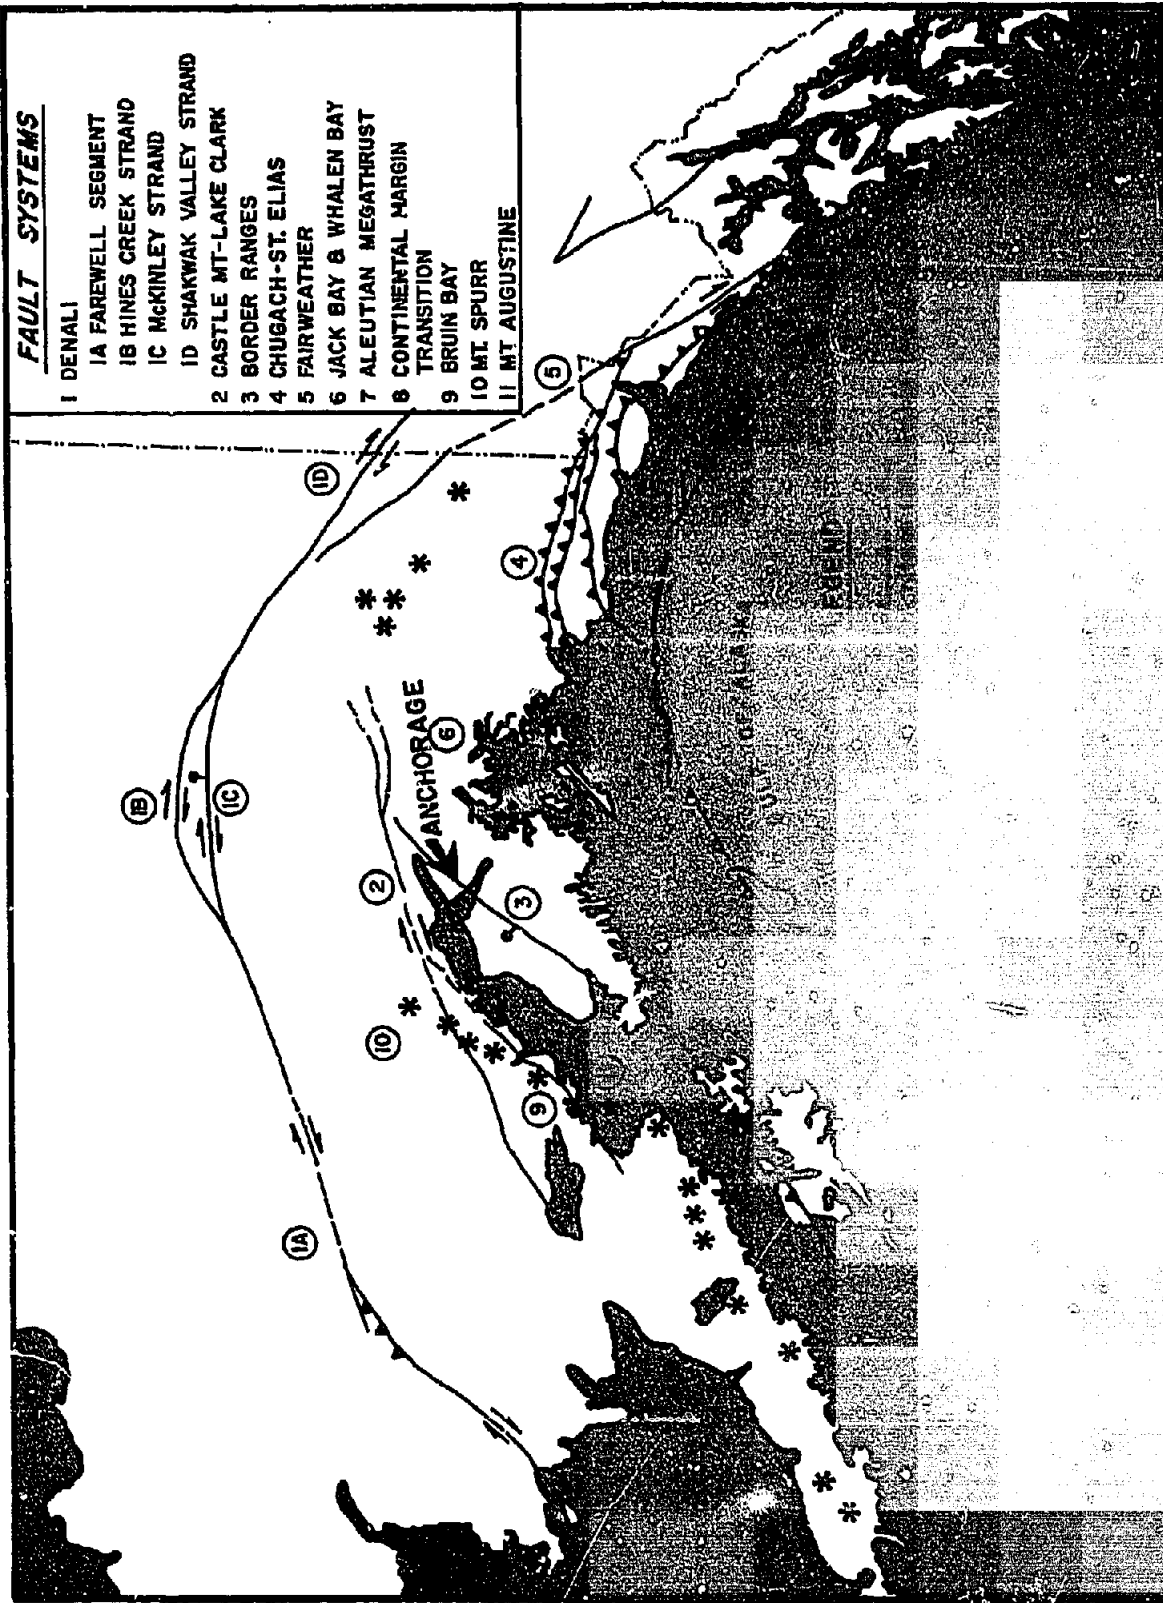 FAULT SYSTEMS
1 DENALI
1A FAREWELL SEGMENT
1B HINES CREEK STRAND
1C McKINLEY STRAND
1D SHAKWAK VALLEY STRAND
2 CASTLE MT-LAKE CLARK
3 BORDER RANGES
4 CHUGACH-ST. ELIAS
5 FAIRWEATHER
6 JACK BAY & WHALEN BAY
7 ALEUTIAN MEGATHRUST
8 CONTINENTAL MARGIN
TRANSITION
9 BRUIN BAY
10 MT. SPURR
11 MT AUGUSTINE
1B
1C
1D
1A
2
ANCHORAGE
6
4
5
3
10
9
OF ALASKA